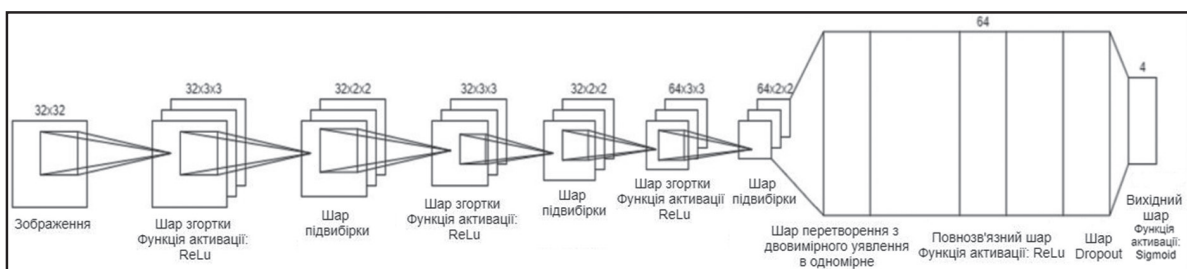 32x32
Зображення
32x3x3
Шар згортки
Функція активації:
ReLu
32x2x2
Шар
підвибірки
32x3x3
Шар згортки
Функція активації:
ReLu
32x2x2
Шар
підвибірки
64x3x3
Шар згортки
Функція активації
ReLu
64x2x2
Шар
підвибірки
Шар перетворення з
двовимірного уявлення
в одномірне
64
Повнозв'язний шар
Функція активації: ReLu
Шар
Dropout
4
Вихідний
шар
Функція
активації:
Sigmoid